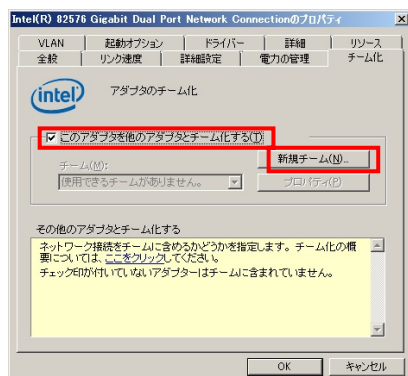 Intel(R) 82576 Gigabit Dual Port Network Connectionのプロパティ
VLAN 起動オプション ドライバー 詳細 リソース
全般 リンク速度 詳細設定 電力の管理 チーム化
intel
アダプタのチーム化
このアダプタを他のアダプタとチーム化する(T)
チーム(M):
新規チーム(N)...
使用できるチームがありません。
プロパティ(P)
その他のアダプタとチーム化する
ネットワーク接続をチームに含めるかどうかを指定します。チーム化の概
要については、ここをクリックしてください。
チェック印が付いていないアダプターはチームに含まれていません。
OK キャンセル